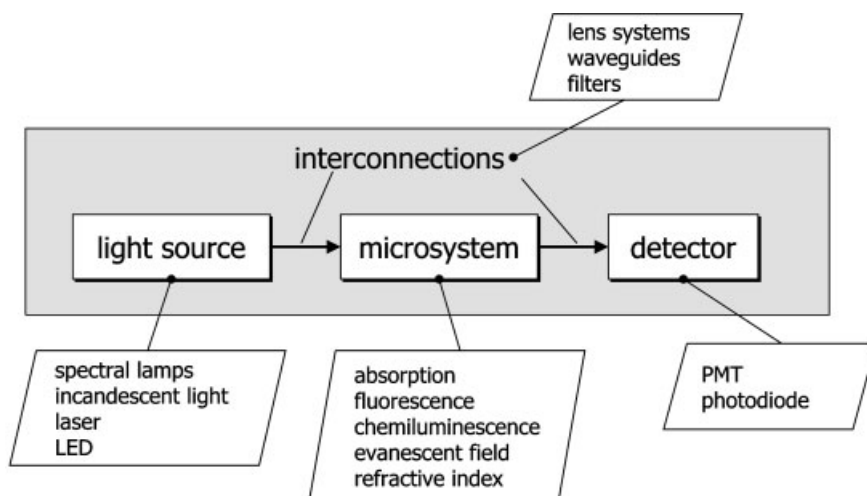 lens systems
waveguides
filters
interconnections
light source
microsystem
detector
spectral lamps
incandescent light
laser
LED
absorption
fluorescence
chemiluminescence
evanescent field
refractive index
PMT
photodiode